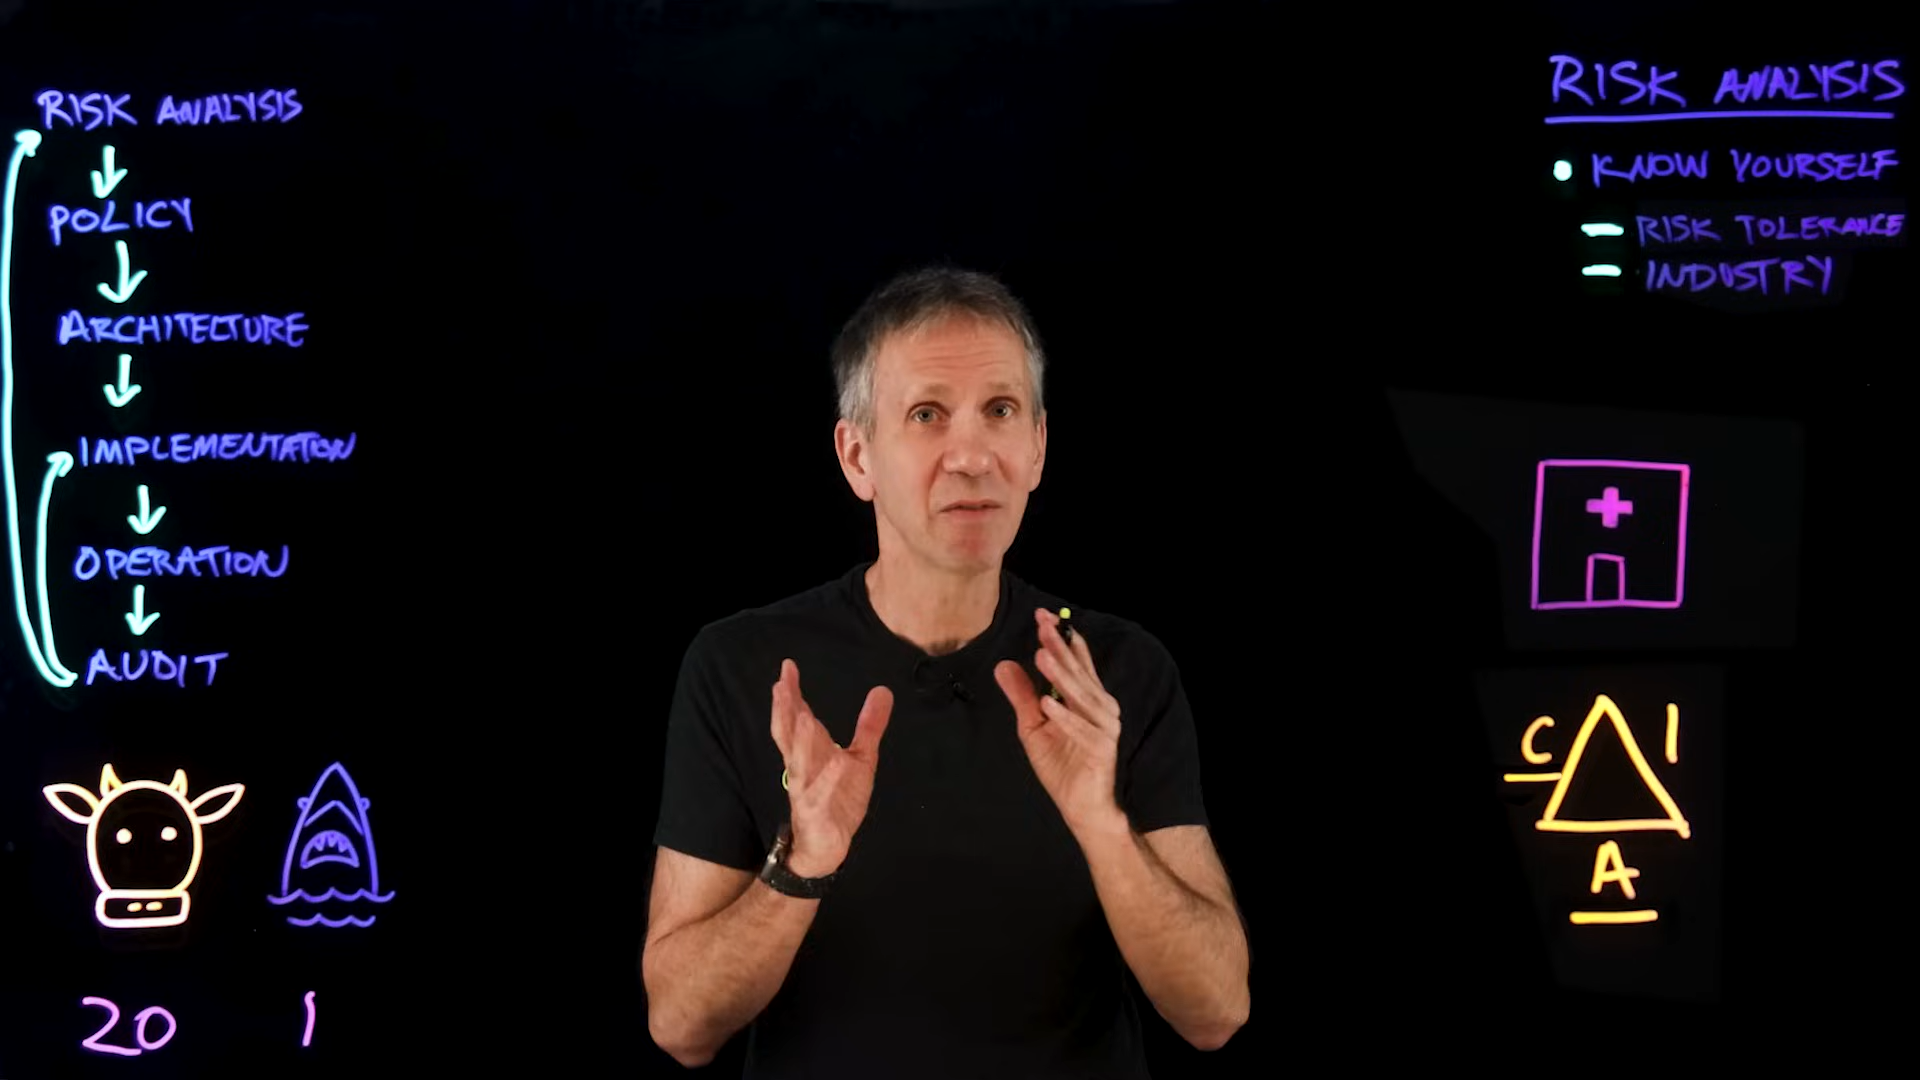 RISK ANALYSIS
POLICY
ARCHITECTURE
IMPLEMENTATION
OPERATION
AUDIT
20 1
RISK ANALYSIS
• KNOW YOURSELF
– RISK TOLERANCE
– INDUSTRY
C I
A